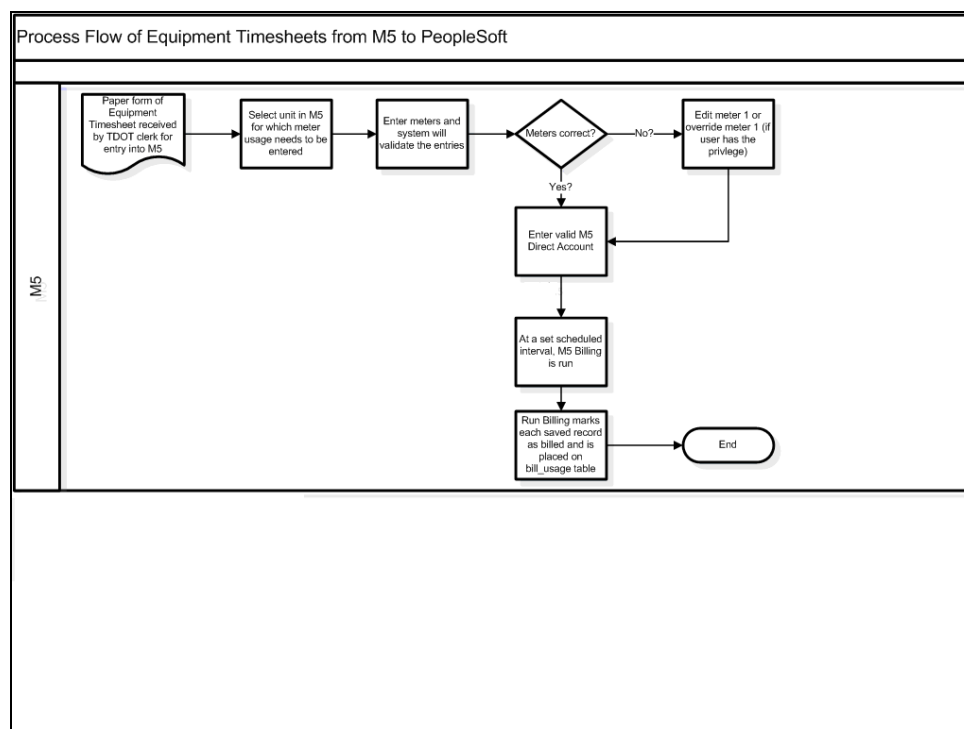 Process Flow of Equipment Timesheets from M5 to PeopleSoft
M5
Paper form of
Equipment
Timesheet received
by TDOT clerk for
entry into M5
Select unit in M5
for which meter
usage needs to be
entered
Enter meters and
system will
validate the entries
Meters correct?
No?
Edit meter 1 or
override meter 1 (if
user has the
privlege)
Yes?
Enter valid M5
Direct Account
At a set scheduled
interval, M5 Billing
is run
Run Billing marks
each saved record
as billed and is
placed on
bill_usage table
End